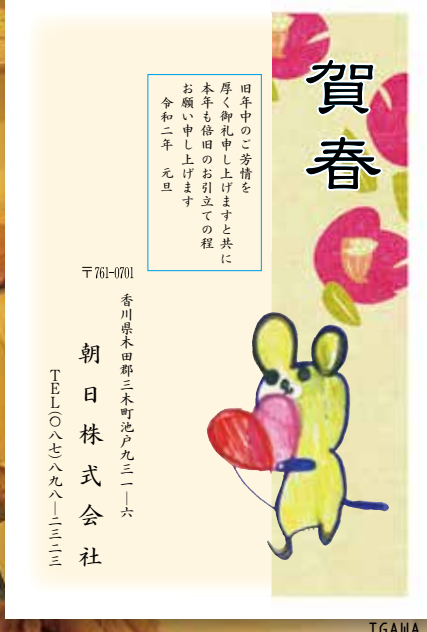 賀春
旧年中のご芳情を
厚く御礼申し上げますと共に
本年も倍旧のお引立ての程
お願い申し上げます
令和二年　元旦
〒761-0701
香川県木田郡三木町池戸九三一―六
朝日株式会社
TEL(〇八七)八九八―二三二三
IGAWA